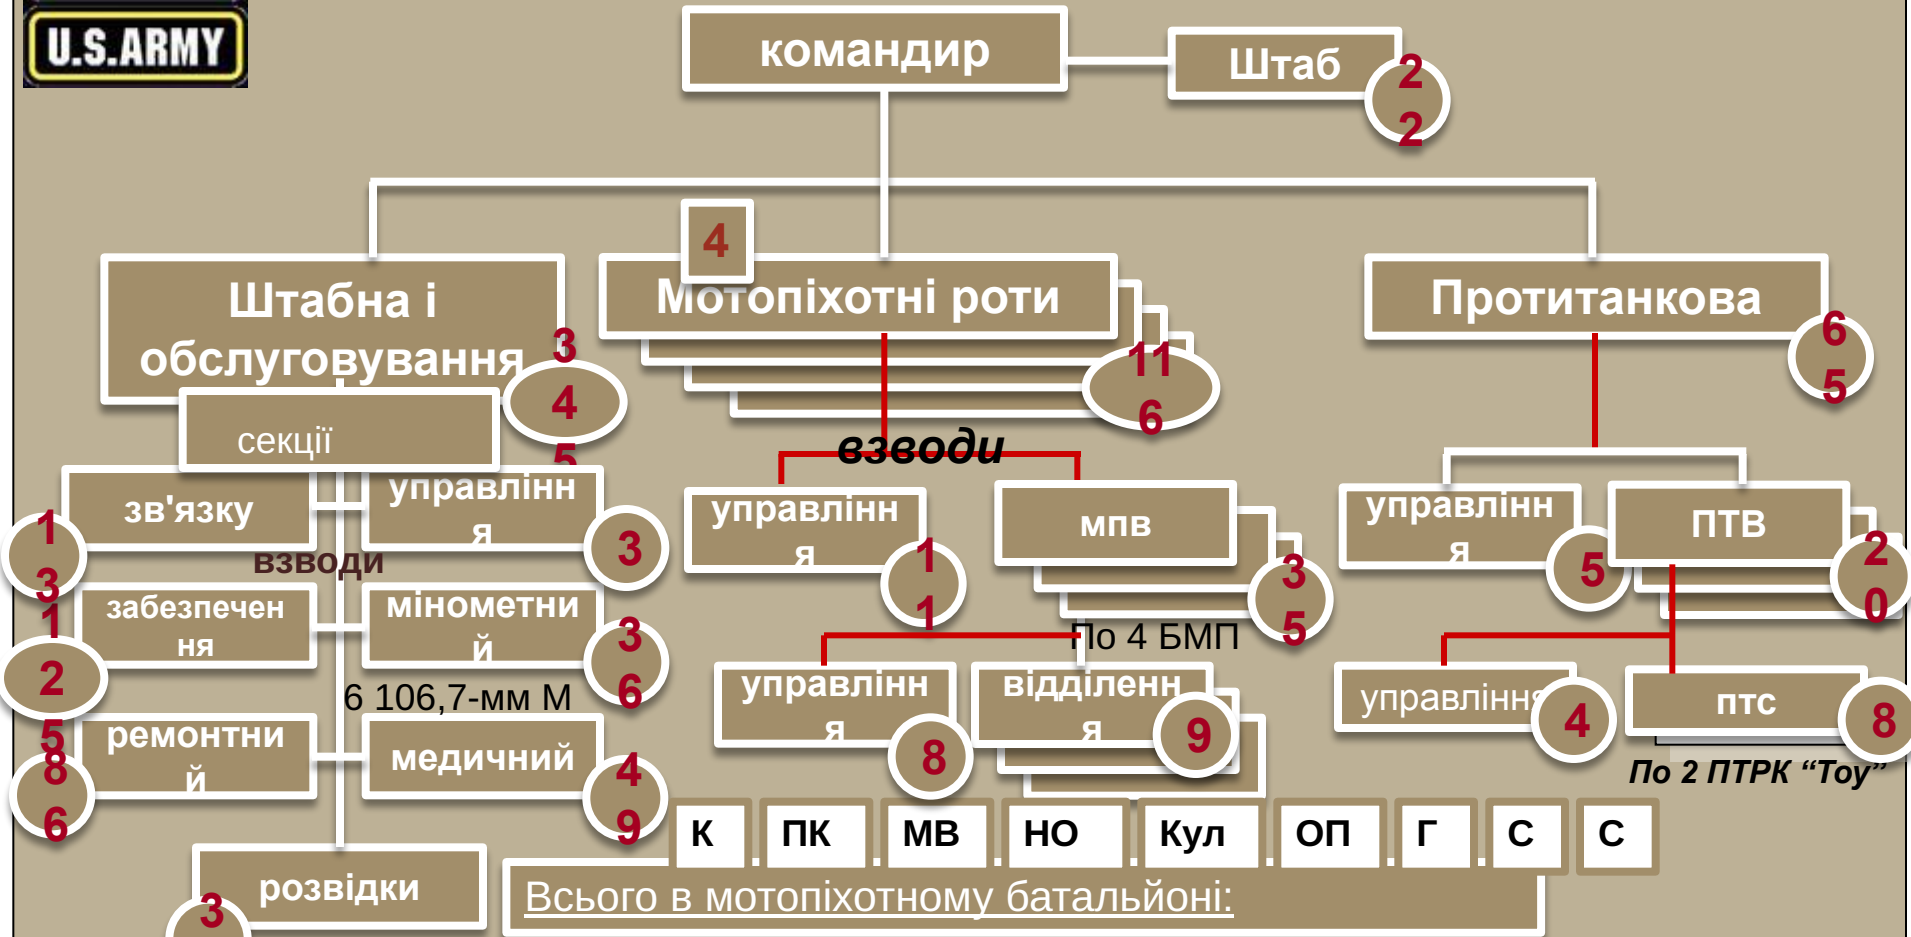 U.S.ARMY
командир
Штаб
2
2
4
Штабна і
обслуговування
3
4
5
Мотопіхотні роти
11
6
Протитанкова
6
5
секції
взводи
зв'язку
1
3
управлінн
я
3
взводи
забезпечен
ня
1
2
5
мінометни
й
3
6
6 106,7-мм М
ремонтни
й
8
6
медичний
4
9
розвідки
3
управлінн
я
1
1
мпв
3
5
По 4 БМП
управлінн
я
8
відділенн
я
9
управлінн
я
5
ПТВ
2
0
управління
4
птс
8
По 2 ПТРК “Тоу”
К ПК МВ НО Кул ОП Г С С
Всього в мотопіхотному батальйоні: